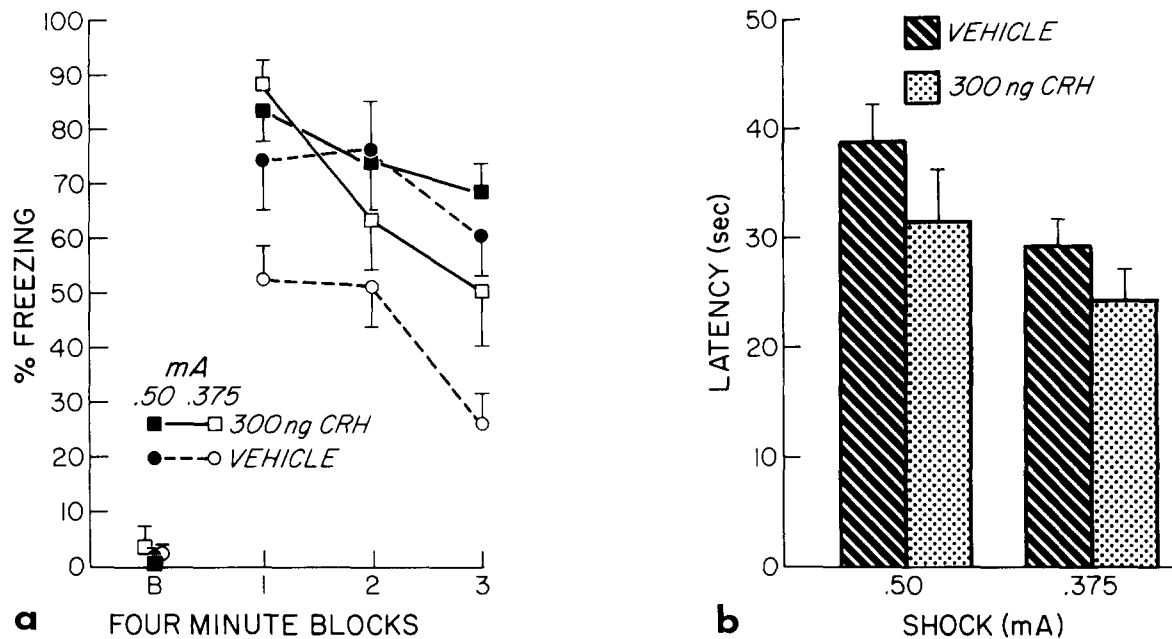 % FREEZING
100
90
80
70
60
50
40
30
20
10
0
mA
.50 .375
300 ng CRH
VEHICLE
B 1 2 3
a FOUR MINUTE BLOCKS
LATENCY (sec)
50
40
30
20
10
0
VEHICLE
300 ng CRH
.50 .375
b SHOCK (mA)